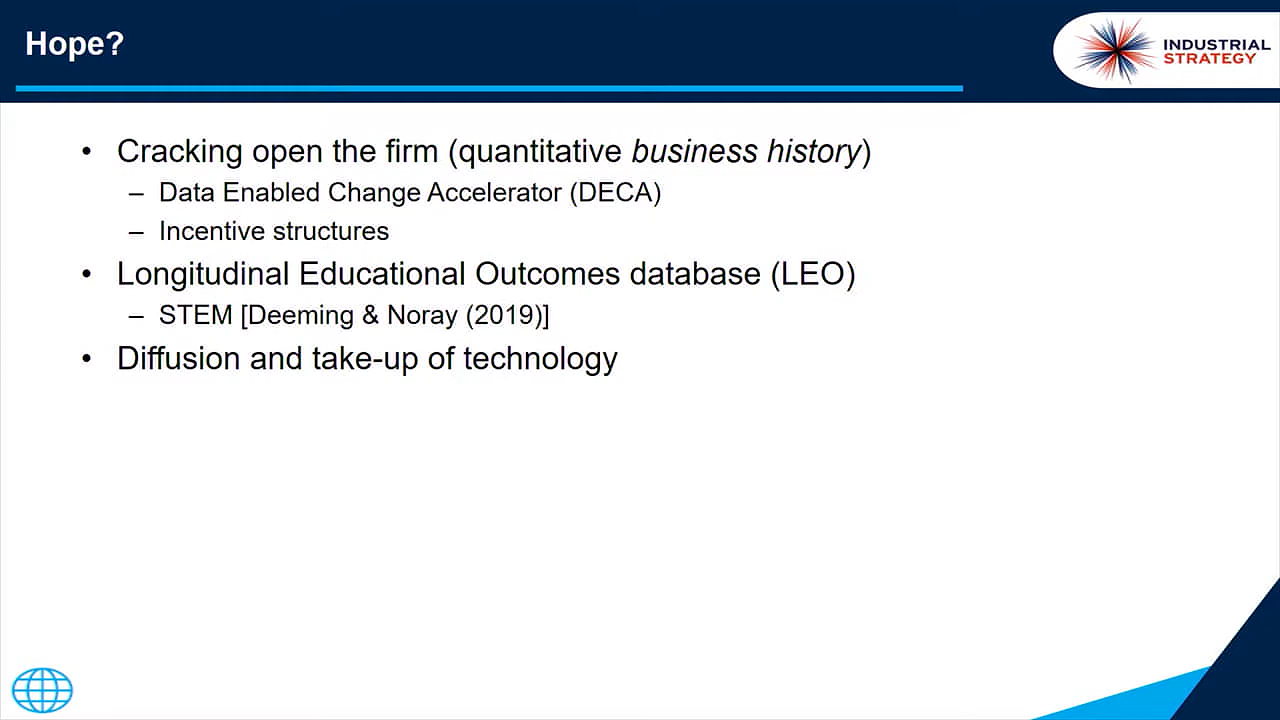 Hope?
INDUSTRIAL
STRATEGY
• Cracking open the firm (quantitative business history)
– Data Enabled Change Accelerator (DECA)
– Incentive structures
• Longitudinal Educational Outcomes database (LEO)
– STEM [Deeming & Noray (2019)]
• Diffusion and take-up of technology